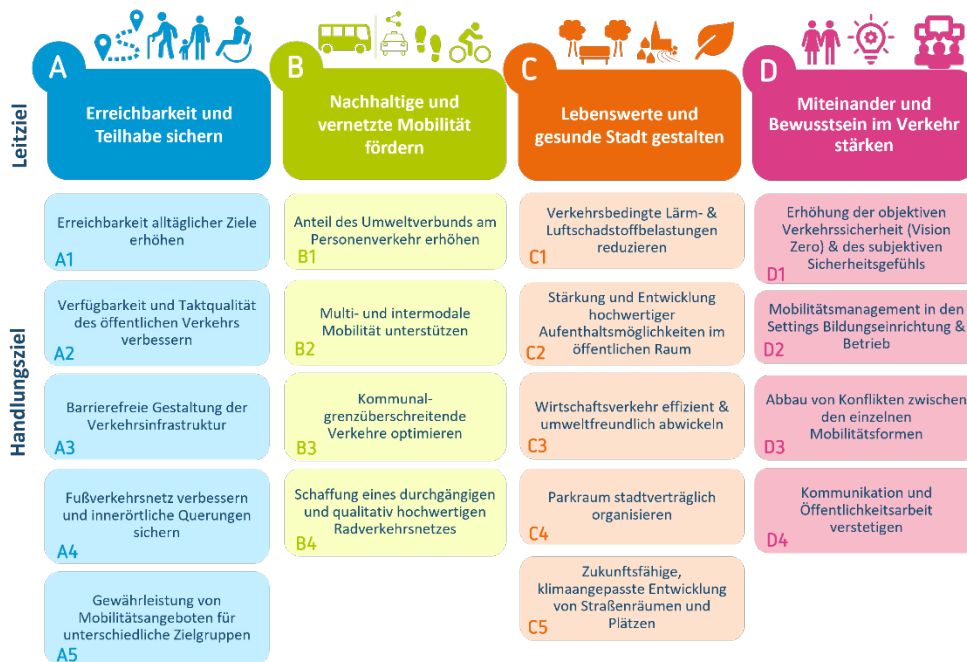 Leitziel
A
Erreichbarkeit und
Teilhabe sichern
B
Nachhaltige und
vernetzte Mobilität
fördern
C
Lebenswerte und
gesunde Stadt gestalten
D
Miteinander und
Bewusstsein im Verkehr
stärken
Handlungsziel
Erreichbarkeit alltäglicher Ziele
erhöhen
A1
Verfügbarkeit und Taktqualität
des öffentlichen Verkehrs
verbessern
A2
Barrierefreie Gestaltung der
Verkehrsinfrastruktur
A3
Fußverkehrsnetz verbessern
und innerörtliche Querungen
sichern
A4
Gewährleistung von
Mobilitätsangeboten für
unterschiedliche Zielgruppen
A5
Anteil des Umweltverbunds am
Personenverkehr erhöhen
B1
Multi- und intermodale
Mobilität unterstützen
B2
Kommunal-
grenzüberschreitende
Verkehre optimieren
B3
Schaffung eines durchgängigen
und qualitativ hochwertigen
Radverkehrsnetzes
B4
Verkehrsbedingte Lärm- &
Luftschadstoffbelastungen
reduzieren
C1
Stärkung und Entwicklung
hochwertiger
Aufenthaltsmöglichkeiten im
öffentlichen Raum
C2
Wirtschaftsverkehr effizient &
umweltfreundlich abwickeln
C3
Parkraum stadtverträglich
organisieren
C4
Zukunftsfähige,
klimaangepasste Entwicklung
von Straßenräumen und
Plätzen
C5
Erhöhung der objektiven
Verkehrssicherheit (Vision
Zero) & des subjektiven
Sicherheitsgefühls
D1
Mobilitätsmanagement in den
Settings Bildungseinrichtung &
Betrieb
D2
Abbau von Konflikten zwischen
den einzelnen
Mobilitätsformen
D3
Kommunikation und
Öffentlichkeitsarbeit
verstetigen
D4